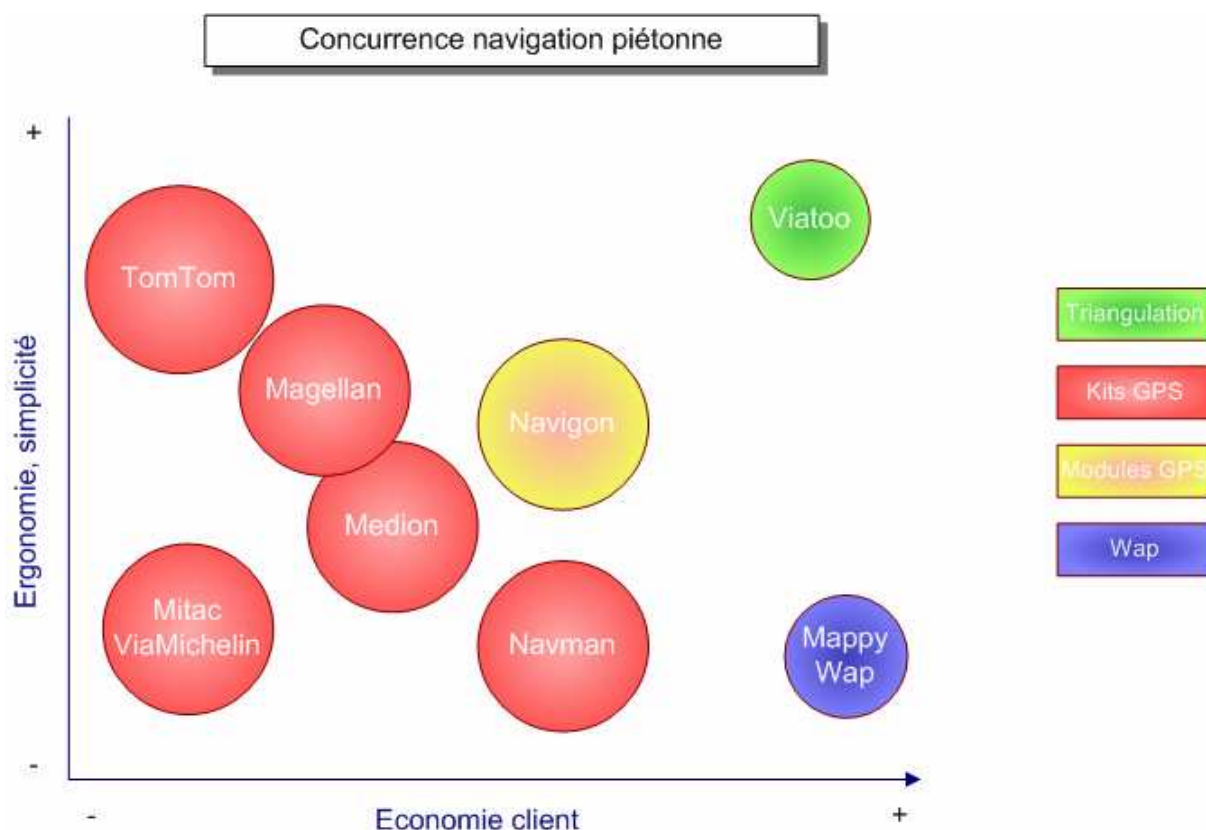 Concurrence navigation piétonne
+
Viatoo
TomTom
Triangulation
Magellan
Kits GPS
Navigon
Modules GPS
Medion
Wap
Ergonomie, simplicité
Mitac
ViaMichelin
Navman
Mappy
Wap
-
-
Economie client
+